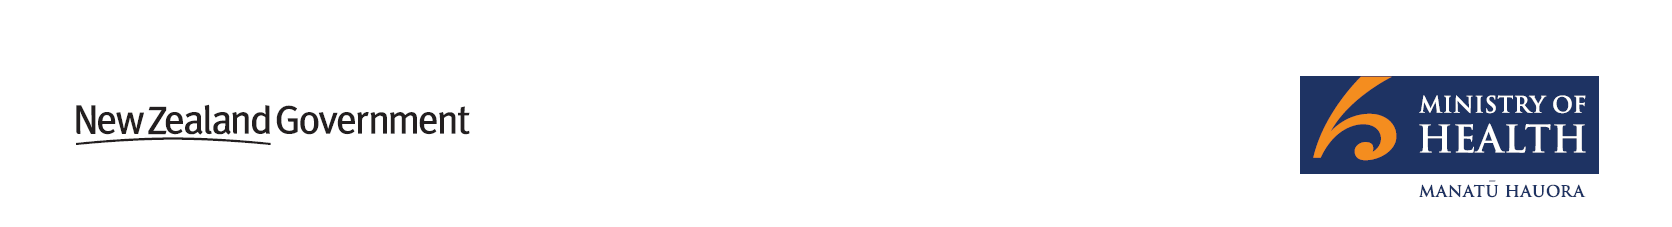 New Zealand Government
MINISTRY OF
HEALTH
MANATŪ HAUORA